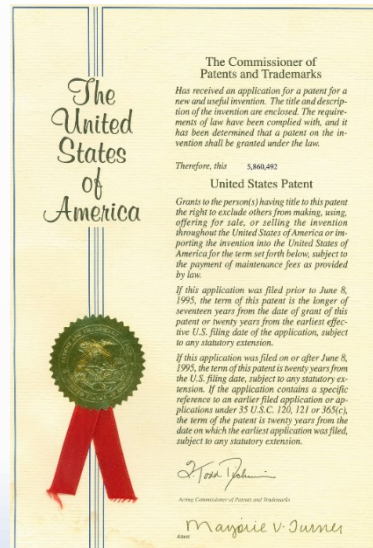 The
United
States
of
America
The Commissioner of
Patents and Trademarks
Has received an application for a patent for a
new and useful invention. The title and descrip-
tion of the invention are enclosed. The require-
ments of law have been complied with, and it
has been determined that a patent on the in-
vention shall be granted under the law.
Therefore, this 5,860,492
United States Patent
Grants to the person(s) having title to this patent
the right to exclude others from making, using,
offering for sale, or selling the invention
throughout the United States of America or im-
porting the invention into the United States of
America for the term set forth below, subject to
the payment of maintenance fees as provided
by law.
If this application was filed prior to June 8,
1995, the term of this patent is the longer of
seventeen years from the date of grant of this
patent or twenty years from the earliest effec-
tive U.S. filing date of the application, subject
to any statutory extension.
If this application was filed on or after June 8,
1995, the term of this patent is twenty years from
the U.S. filing date, subject to any statutory ex-
tension. If the application contains a specific
reference to an earlier filed application or ap-
plications under 35 U.S.C. 120, 121 or 365(c),
the term of the patent is twenty years from the
date on which the earliest application was filed,
subject to any statutory extension.
Acting Commissioner of Patents and Trademarks
Marjorie V. Turner
Attest